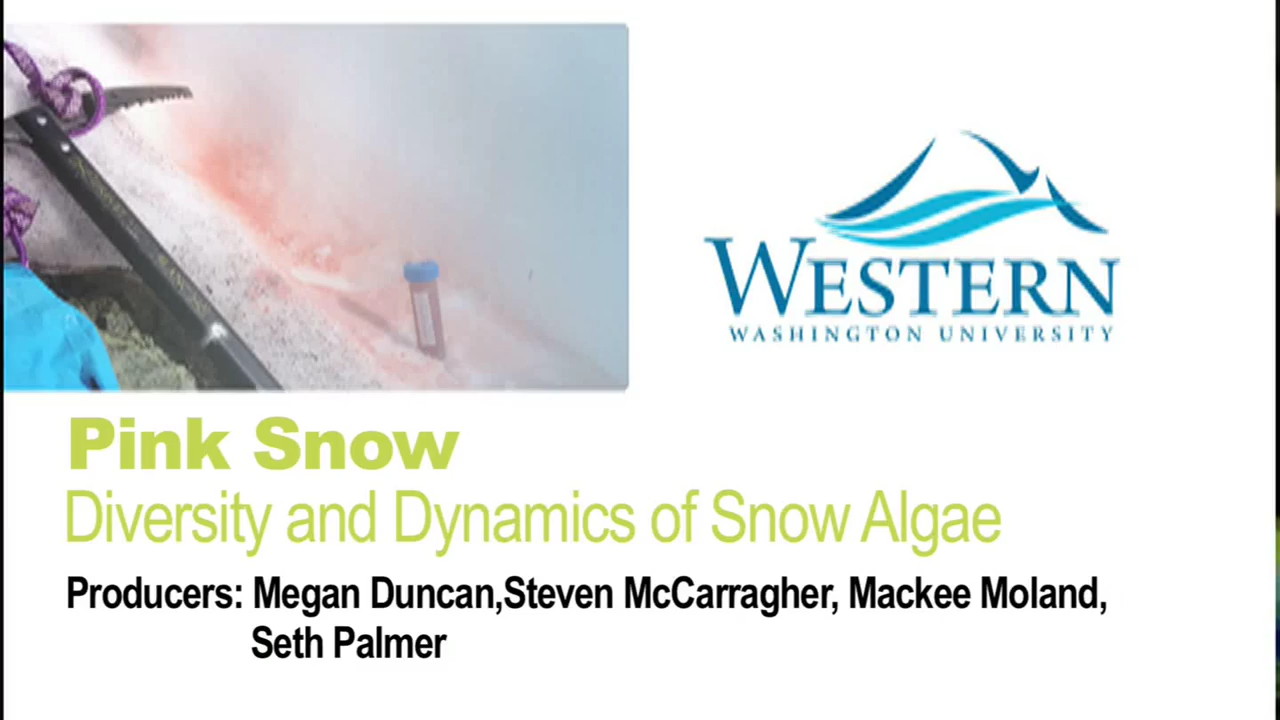 WESTERN
WASHINGTON UNIVERSITY
Pink Snow
Diversity and Dynamics of Snow Algae
Producers: Megan Duncan,Steven McCarragher, Mackee Moland,
Seth Palmer